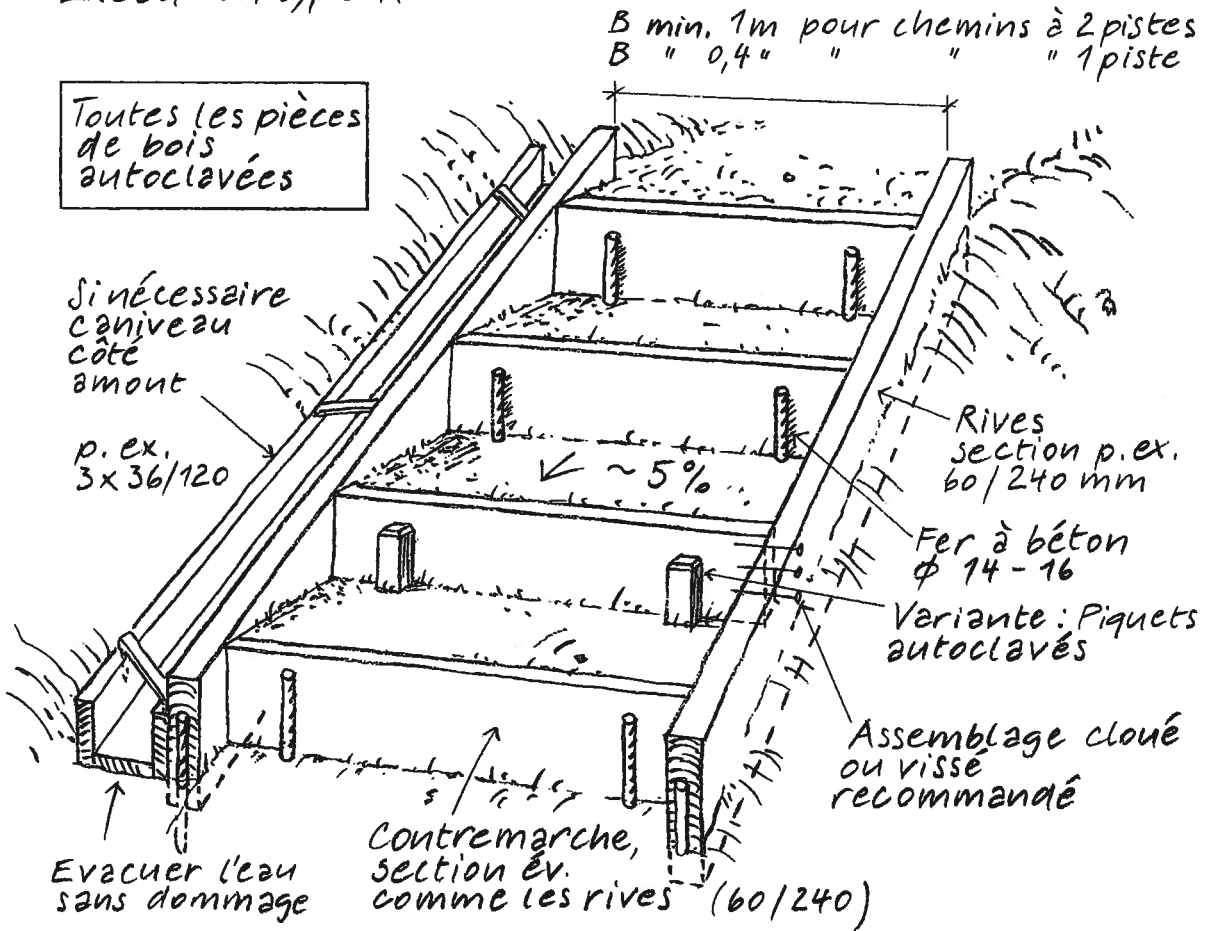 B min. 1m pour chemins à 2 pistes
B " 0,4 " " " " 1 piste
Toutes les pièces
de bois
autoclavées
Si nécessaire
caniveau
côté
amont
p. ex.
3 x 36/120
~ 5%
Rives
section p. ex.
60 / 240 mm
Fer à béton
ϕ 14 - 16
Variante : Piquets
autoclavés
Assemblage cloué
ou vissé
recommandé
Contremarche,
section év.
comme les rives (60/240)
Evacuer l'eau
sans dommage